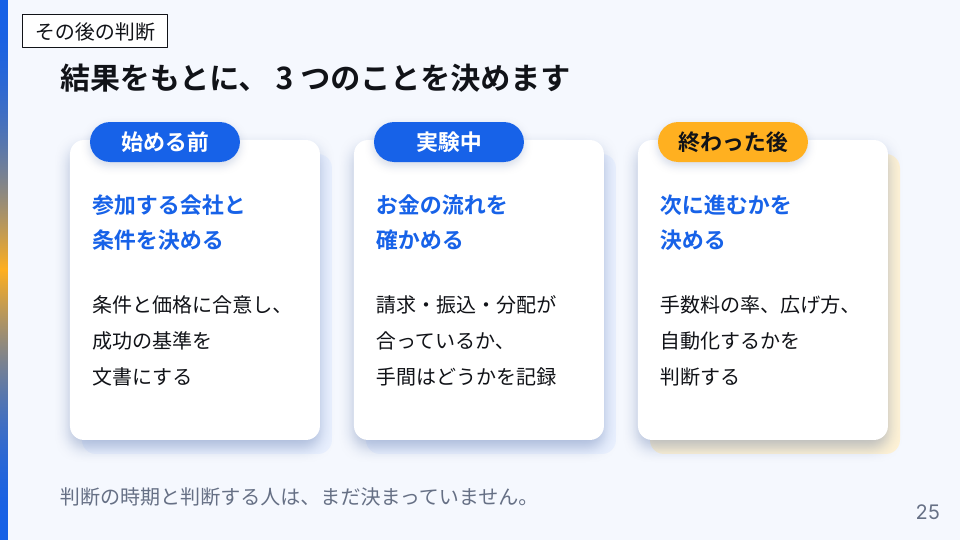 その後の判断
結果をもとに、 3 つのことを決めます
始める前
参加する会社と
条件を決める
条件と価格に合意し、
成功の基準を
文書にする
実験中
お金の流れを
確かめる
請求・振込・分配が
合っているか、
手間はどうかを記録
終わった後
次に進むかを
決める
手数料の率、広げ方、
自動化するかを
判断する
判断の時期と判断する人は、まだ決まっていません。
25